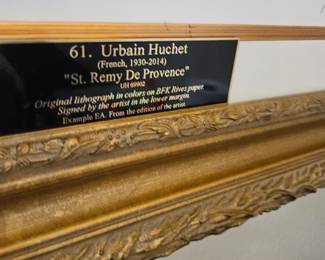 61. Urbain Huchet
(French, 1930-2014)
"St. Remy De Provence"
UH 69902
Original lithograph in colors on BFK Rives paper.
Signed by the artist in the lower margin.
Example F.A. From the edition of the artist.